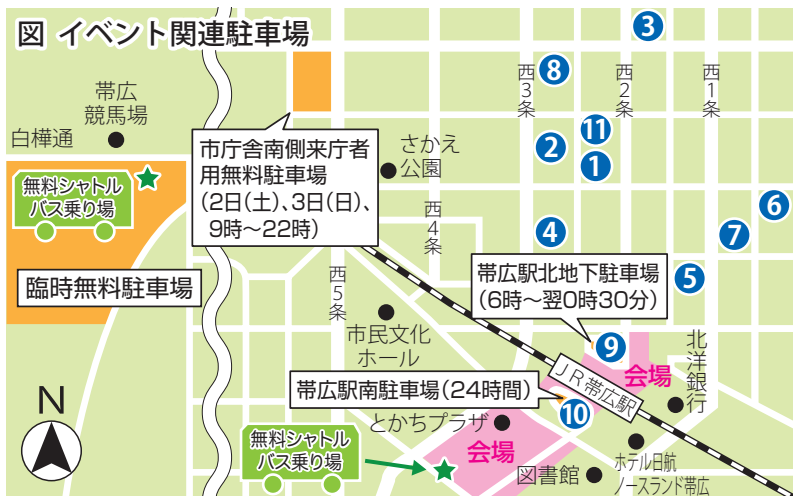 図 イベント関連駐車場
帯広
競馬場
白樺通
無料シャトル
バス乗り場
臨時無料駐車場
市庁舎南側来庁者
用無料駐車場
(2日(土)、3日(日)、
9時～22時)
さかえ
公園
西4条
西5条
西3条
西2条
西1条
3
8
11
2
1
6
4
7
5
帯広駅北地下駐車場
(6時～翌0時30分)
9
市民文化
ホール
会場
JR帯広駅
北洋銀行
帯広駅南駐車場(24時間)
10
とかちプラザ
会場
無料シャトル
バス乗り場
図書館
ホテル日航
ノースランド帯広
N